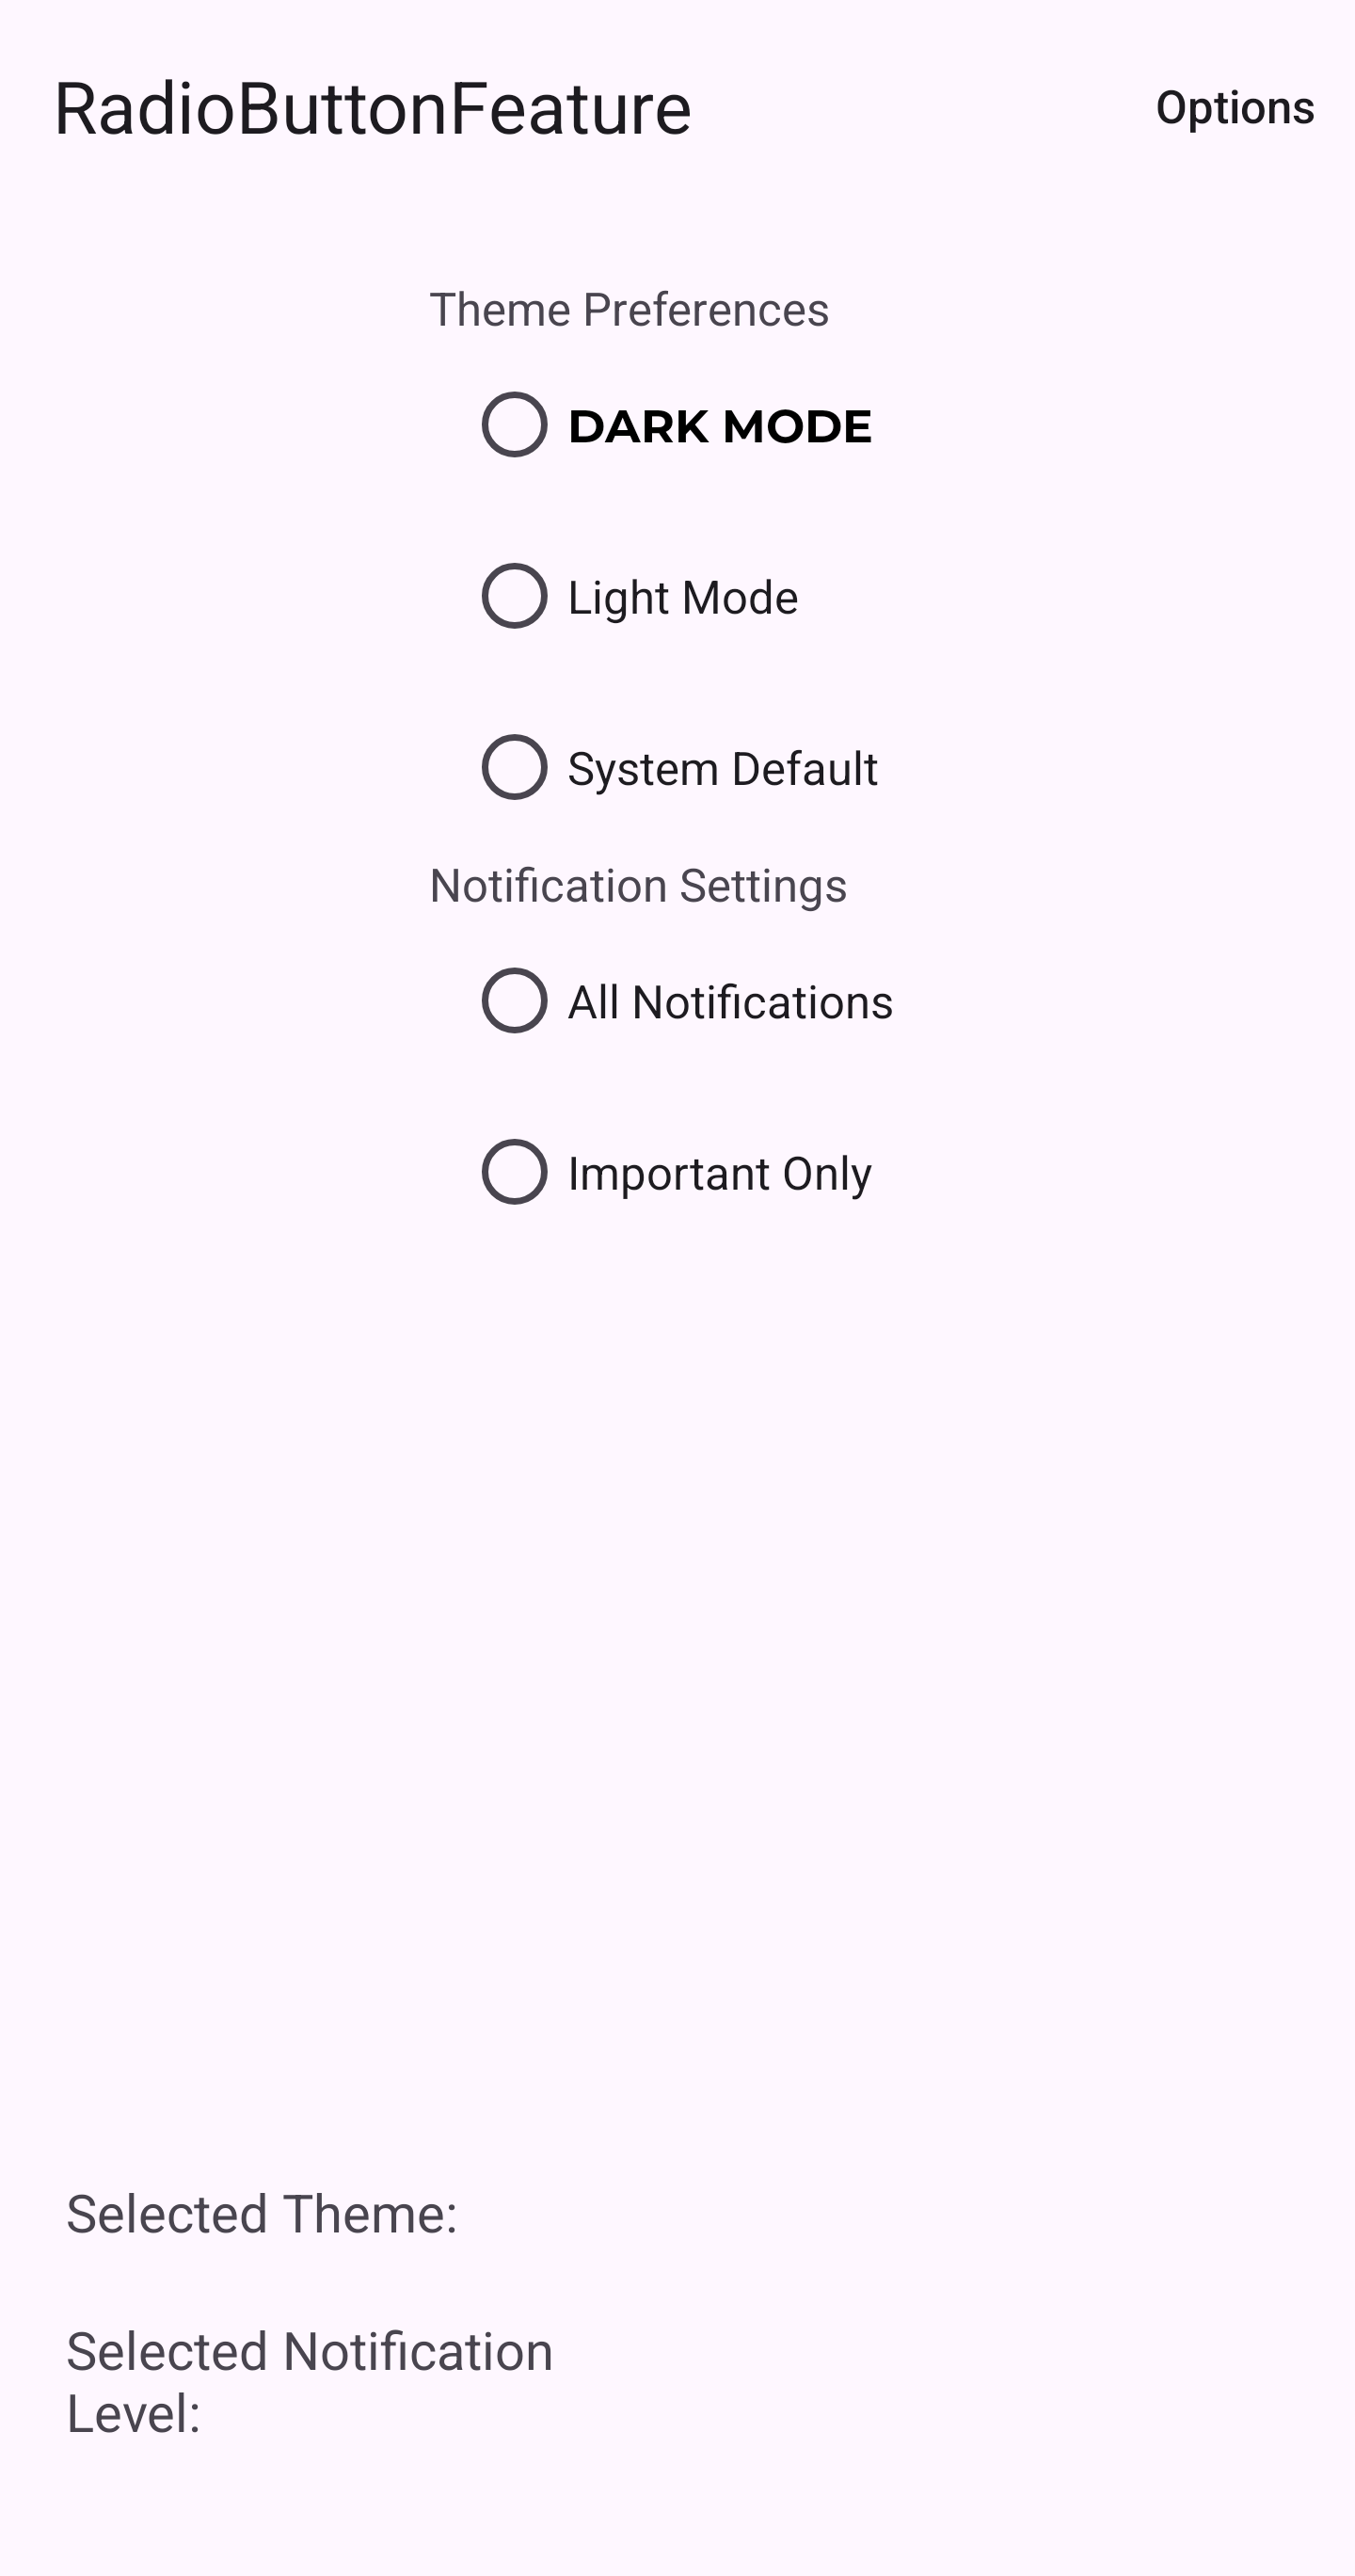 RadioButtonFeature
Options
Theme Preferences
DARK MODE
Light Mode
System Default
Notification Settings
All Notifications
Important Only
Selected Theme:
Selected Notification
Level: